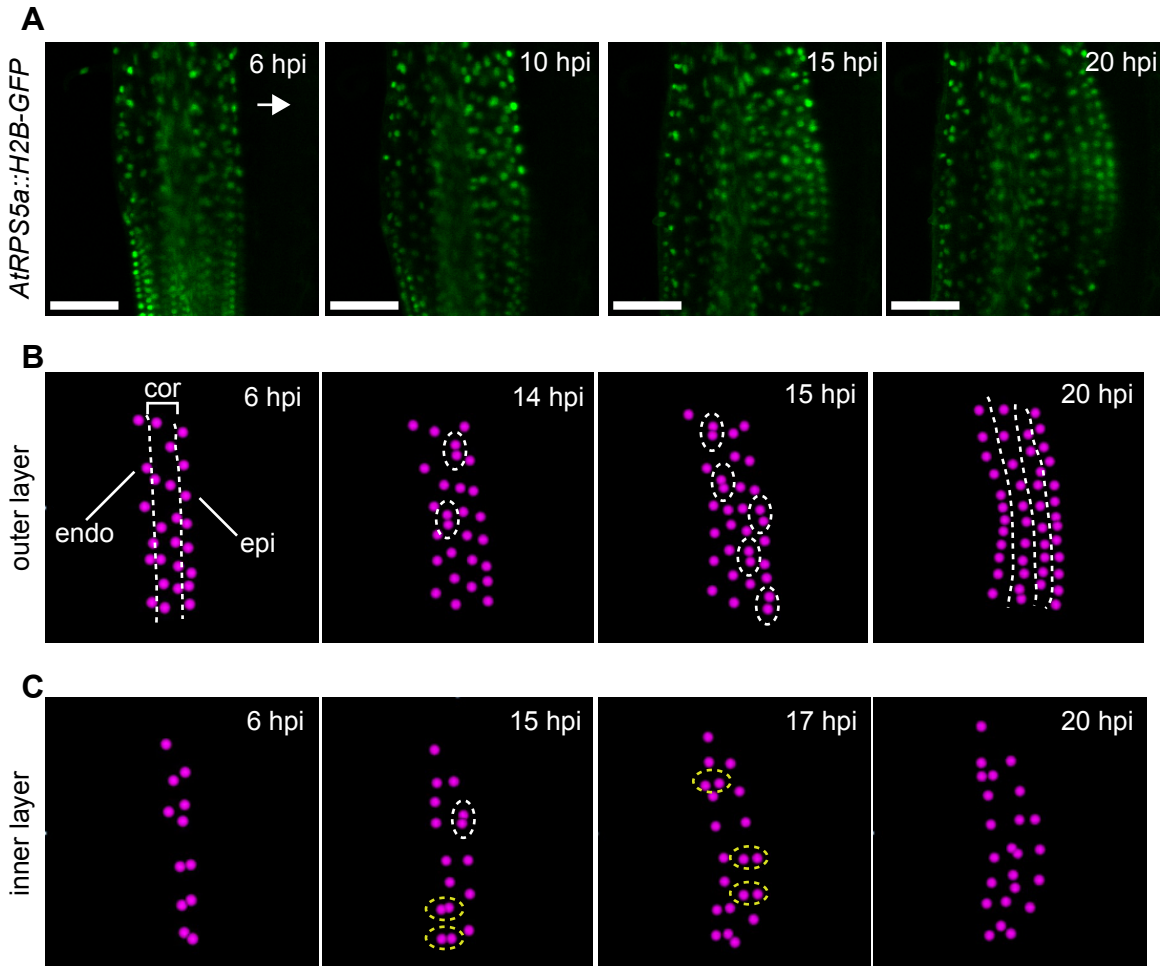 A
AtRPS5a::H2B-GFP
6 hpi
10 hpi
15 hpi
20 hpi
B
outer layer
cor
6 hpi
endo
epi
14 hpi
15 hpi
20 hpi
C
inner layer
6 hpi
15 hpi
17 hpi
20 hpi